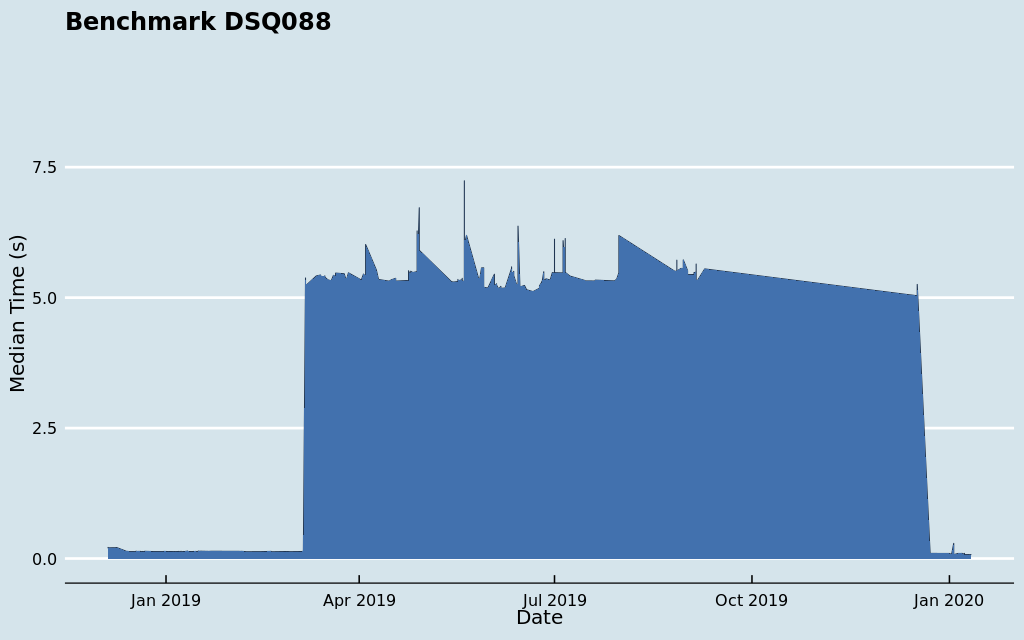 Benchmark DSQ088
Median Time (s)
7.5
5.0
2.5
0.0
Jan 2019
Apr 2019
Jul 2019
Oct 2019
Jan 2020
Date